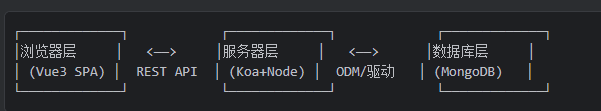 浏览器层 <—> 服务器层 <—> 数据库层
(Vue3 SPA) REST API (Koa+Node) ODM/驱动 (MongoDB)